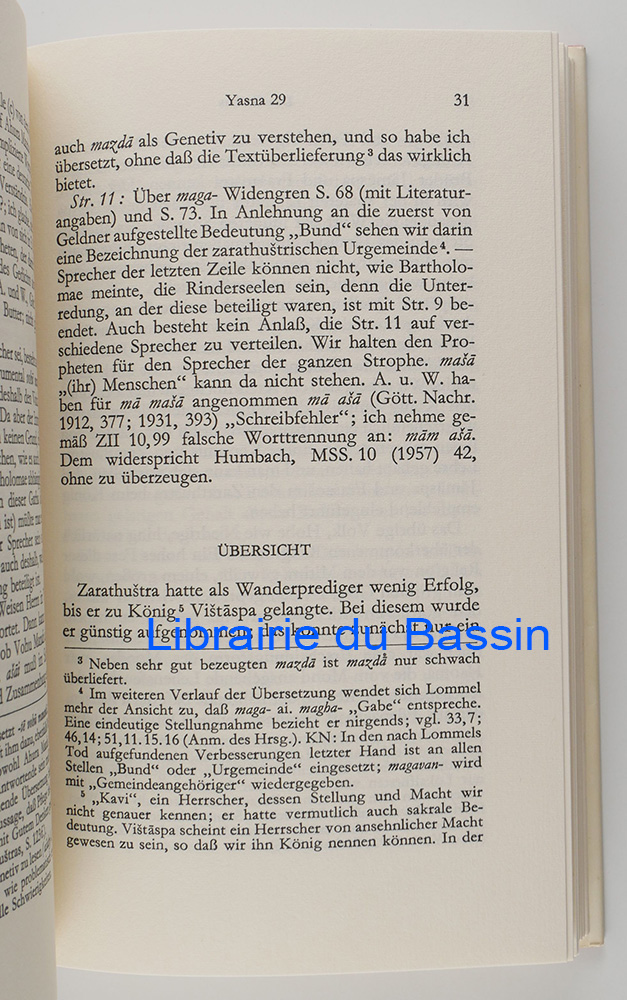 Yasna 29
31
auch mazdā als Genetiv zu verstehen, und so habe ich
übersetzt, ohne daß die Textüberlieferung³ das wirklich
bietet.
Str. 11: Über maga- Widengren S. 68 (mit Literatur-
angaben) und S. 73. In Anlehnung an die zuerst von
Geldner aufgestellte Bedeutung „Bund“ sehen wir darin
eine Bezeichnung der zarathuštrischen Urgemeinde⁴. —
Sprecher der letzten Zeile können nicht, wie Bartholo-
mae meinte, die Rinderseelen sein, denn die Unter-
redung, an der diese beteiligt waren, ist mit Str. 9 be-
endet. Auch besteht kein Anlaß, die Str. 11 auf ver-
schiedene Sprecher zu verteilen. Wir halten den Pro-
pheten für den Sprecher der ganzen Strophe. mašā
„(ihr) Menschen“ kann da nicht stehen. A. u. W. ha-
ben für mā mašā angenommen mā ašā (Gött. Nachr.
1912, 377; 1931, 393) „Schreibfehler“; ich nehme ge-
mäß ZII 10,99 falsche Worttrennung an: mām ašā.
Dem widerspricht Humbach, MSS. 10 (1957) 42,
ohne zu überzeugen.
ÜBERSICHT
Zarathuštra hatte als Wanderprediger wenig Erfolg,
bis er zu König⁵ Vištāspa gelangte. Bei diesem wurde
er günstig aufgenommen; das konnte zunächst nur ein
Librairie du Bassin
³ Neben sehr gut bezeugten mazdā ist mazdå nur schwach
überliefert.
⁴ Im weiteren Verlauf der Übersetzung wendet sich Lommel
mehr der Ansicht zu, daß maga- ai. magha- „Gabe“ entspreche.
Eine eindeutige Stellungnahme bezieht er nirgends; vgl. 33,7;
46,14; 51,11.15.16 (Anm. des Hrsg.). KN: In den nach Lommels
Tod aufgefundenen Verbesserungen letzter Hand ist an allen
Stellen „Bund“ oder „Urgemeinde“ eingesetzt; magavan- wird
mit „Gemeindeangehöriger“ wiedergegeben.
⁵ „Kavi“, ein Herrscher, dessen Stellung und Macht wir
nicht genauer kennen; er hatte vermutlich auch sakrale Be-
deutung. Vištāspa scheint ein Herrscher von ansehnlicher Macht
gewesen zu sein, so daß wir ihn König nennen können. In der